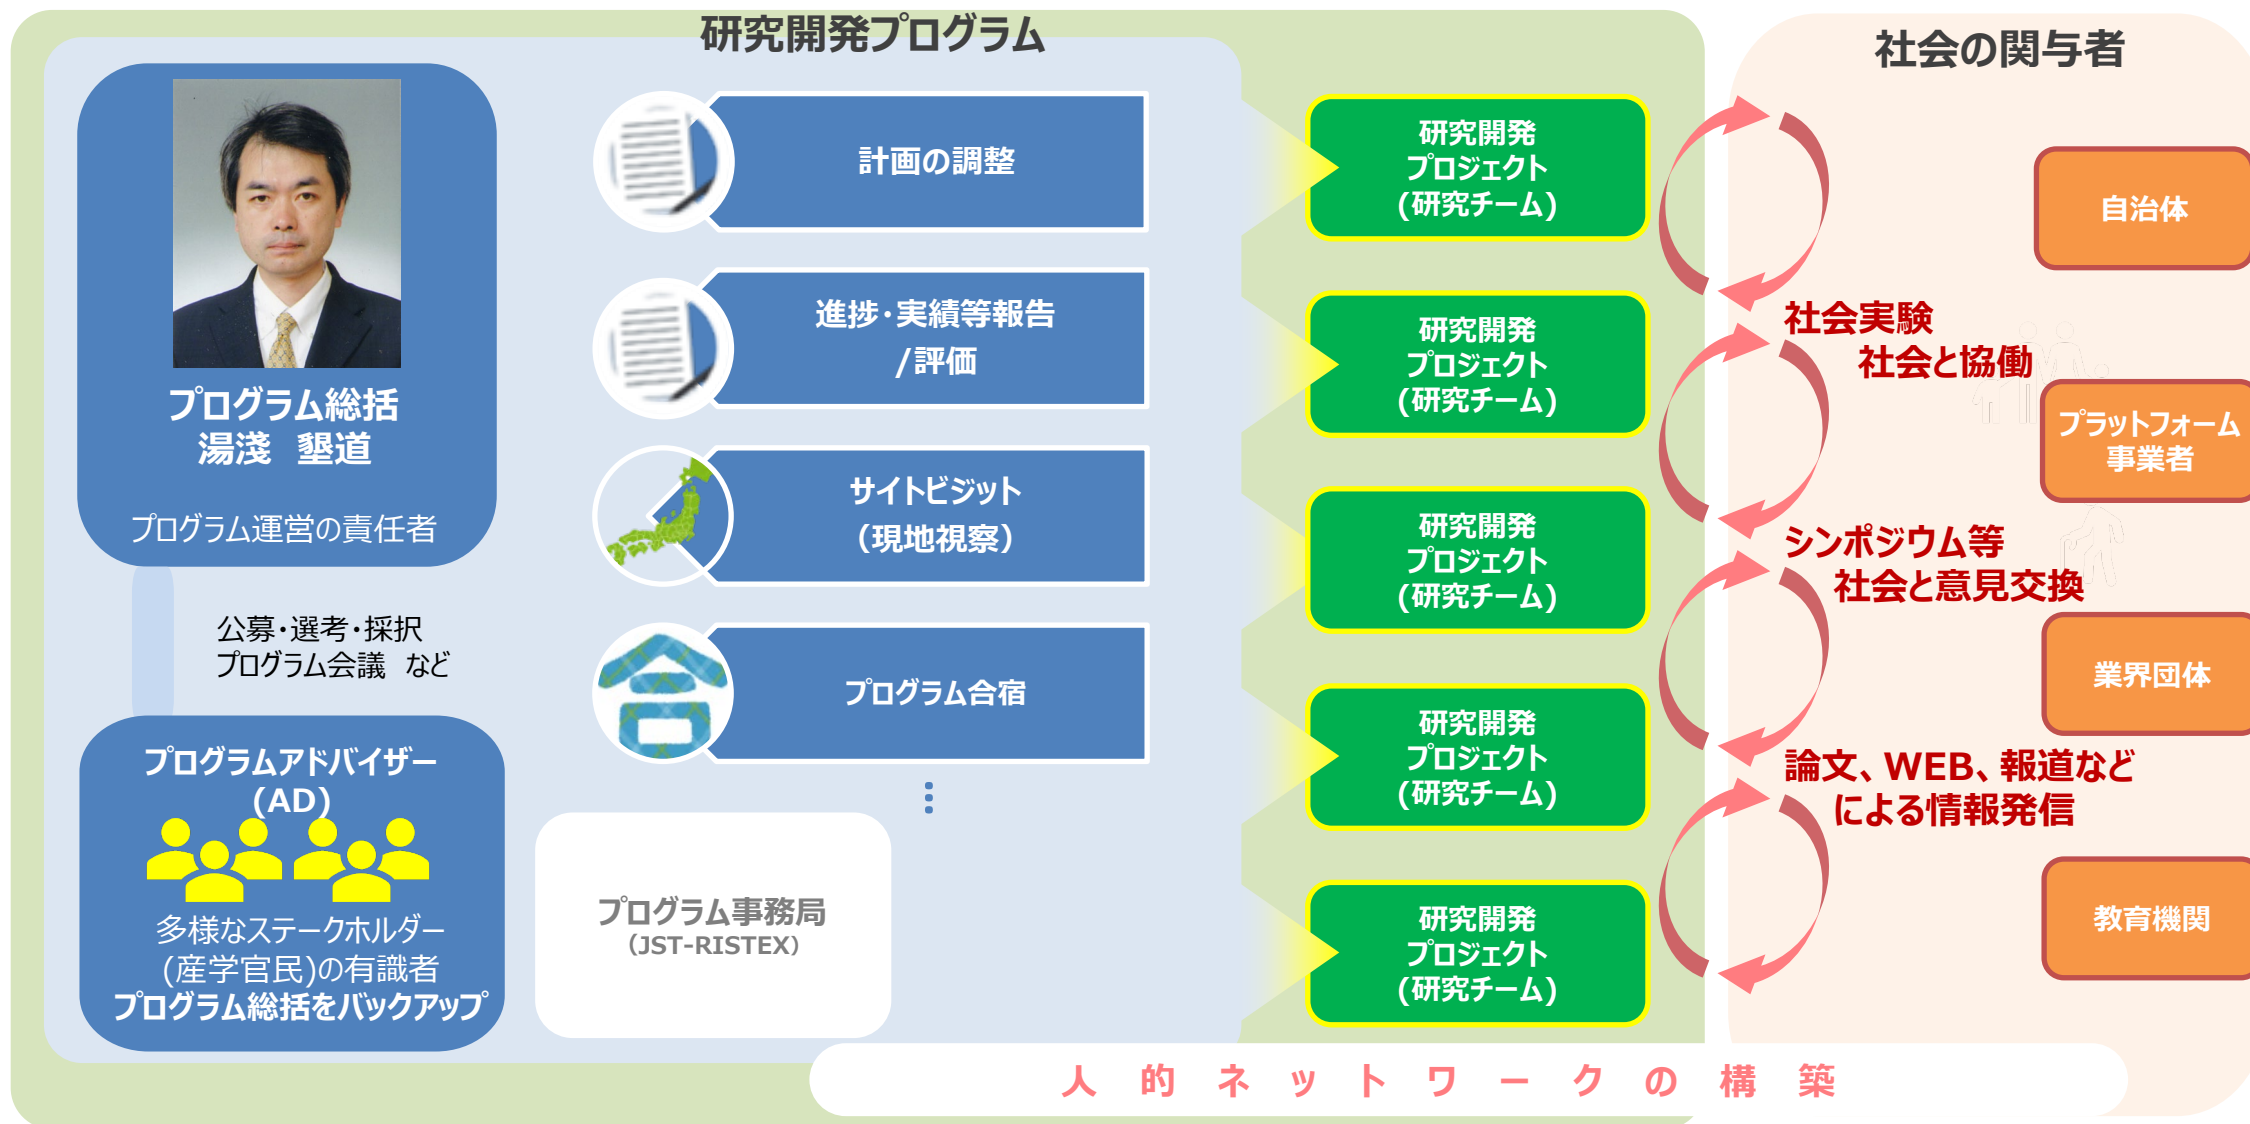 研究開発プログラム
プログラム総括
湯淺　墾道
プログラム運営の責任者
公募・選考・採択
プログラム会議　など
プログラムアドバイザー
(AD)
多様なステークホルダー
(産学官民)の有識者
プログラム総括をバックアップ
計画の調整
進捗・実績等報告
/評価
サイトビジット
（現地視察）
合
プログラム合宿
プログラム事務局
（JST-RISTEX）
研究開発
プロジェクト
(研究チーム)
研究開発
プロジェクト
(研究チーム)
研究開発
プロジェクト
(研究チーム)
研究開発
プロジェクト
(研究チーム)
研究開発
プロジェクト
(研究チーム)
社会の関与者
自治体
社会実験
社会と協働
プラットフォーム
事業者
シンポジウム等
社会と意見交換
業界団体
論文、WEB、報道など
による情報発信
教育機関
人的ネットワークの構築